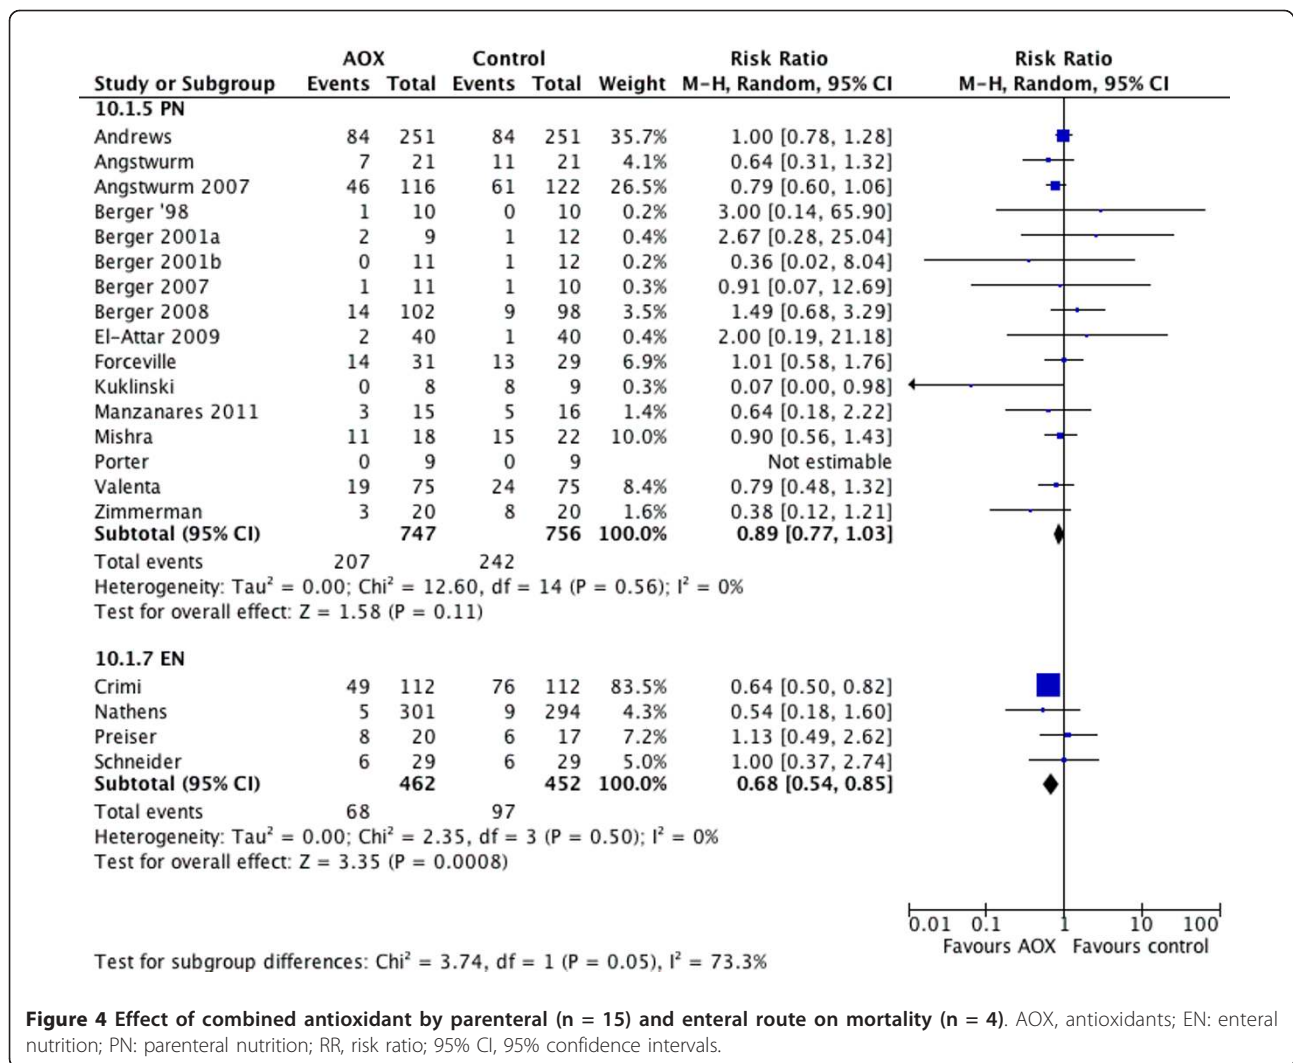 AOX Control Risk Ratio Risk Ratio
Study or Subgroup Events Total Events Total Weight M-H, Random, 95% CI M-H, Random, 95% CI
10.1.5 PN
Andrews 84 251 84 251 35.7% 1.00 [0.78, 1.28]
Angstwurm 7 21 11 21 4.1% 0.64 [0.31, 1.32]
Angstwurm 2007 46 116 61 122 26.5% 0.79 [0.60, 1.06]
Berger '98 1 10 0 10 0.2% 3.00 [0.14, 65.90]
Berger 2001a 2 9 1 12 0.4% 2.67 [0.28, 25.04]
Berger 2001b 0 11 1 12 0.2% 0.36 [0.02, 8.04]
Berger 2007 1 11 1 10 0.3% 0.91 [0.07, 12.69]
Berger 2008 14 102 9 98 3.5% 1.49 [0.68, 3.29]
El-Attar 2009 2 40 1 40 0.4% 2.00 [0.19, 21.18]
Forceville 14 31 13 29 6.9% 1.01 [0.58, 1.76]
Kuklinski 0 8 8 9 0.3% 0.07 [0.00, 0.98]
Manzanares 2011 3 15 5 16 1.4% 0.64 [0.18, 2.22]
Mishra 11 18 15 22 10.0% 0.90 [0.56, 1.43]
Porter 0 9 0 9 Not estimable
Valenta 19 75 24 75 8.4% 0.79 [0.48, 1.32]
Zimmerman 3 20 8 20 1.6% 0.38 [0.12, 1.21]
Subtotal (95% CI) 747 756 100.0% 0.89 [0.77, 1.03]
Total events 207 242
Heterogeneity: Tau² = 0.00; Chi² = 12.60, df = 14 (P = 0.56); I² = 0%
Test for overall effect: Z = 1.58 (P = 0.11)
10.1.7 EN
Crimi 49 112 76 112 83.5% 0.64 [0.50, 0.82]
Nathens 5 301 9 294 4.3% 0.54 [0.18, 1.60]
Preiser 8 20 6 17 7.2% 1.13 [0.49, 2.62]
Schneider 6 29 6 29 5.0% 1.00 [0.37, 2.74]
Subtotal (95% CI) 462 452 100.0% 0.68 [0.54, 0.85]
Total events 68 97
Heterogeneity: Tau² = 0.00; Chi² = 2.35, df = 3 (P = 0.50); I² = 0%
Test for overall effect: Z = 3.35 (P = 0.0008)
0.01 0.1 1 10 100
Favours AOX Favours control
Test for subgroup differences: Chi² = 3.74, df = 1 (P = 0.05), I² = 73.3%
Figure 4 Effect of combined antioxidant by parenteral (n = 15) and enteral route on mortality (n = 4). AOX, antioxidants; EN: enteral
nutrition; PN: parenteral nutrition; RR, risk ratio; 95% CI, 95% confidence intervals.